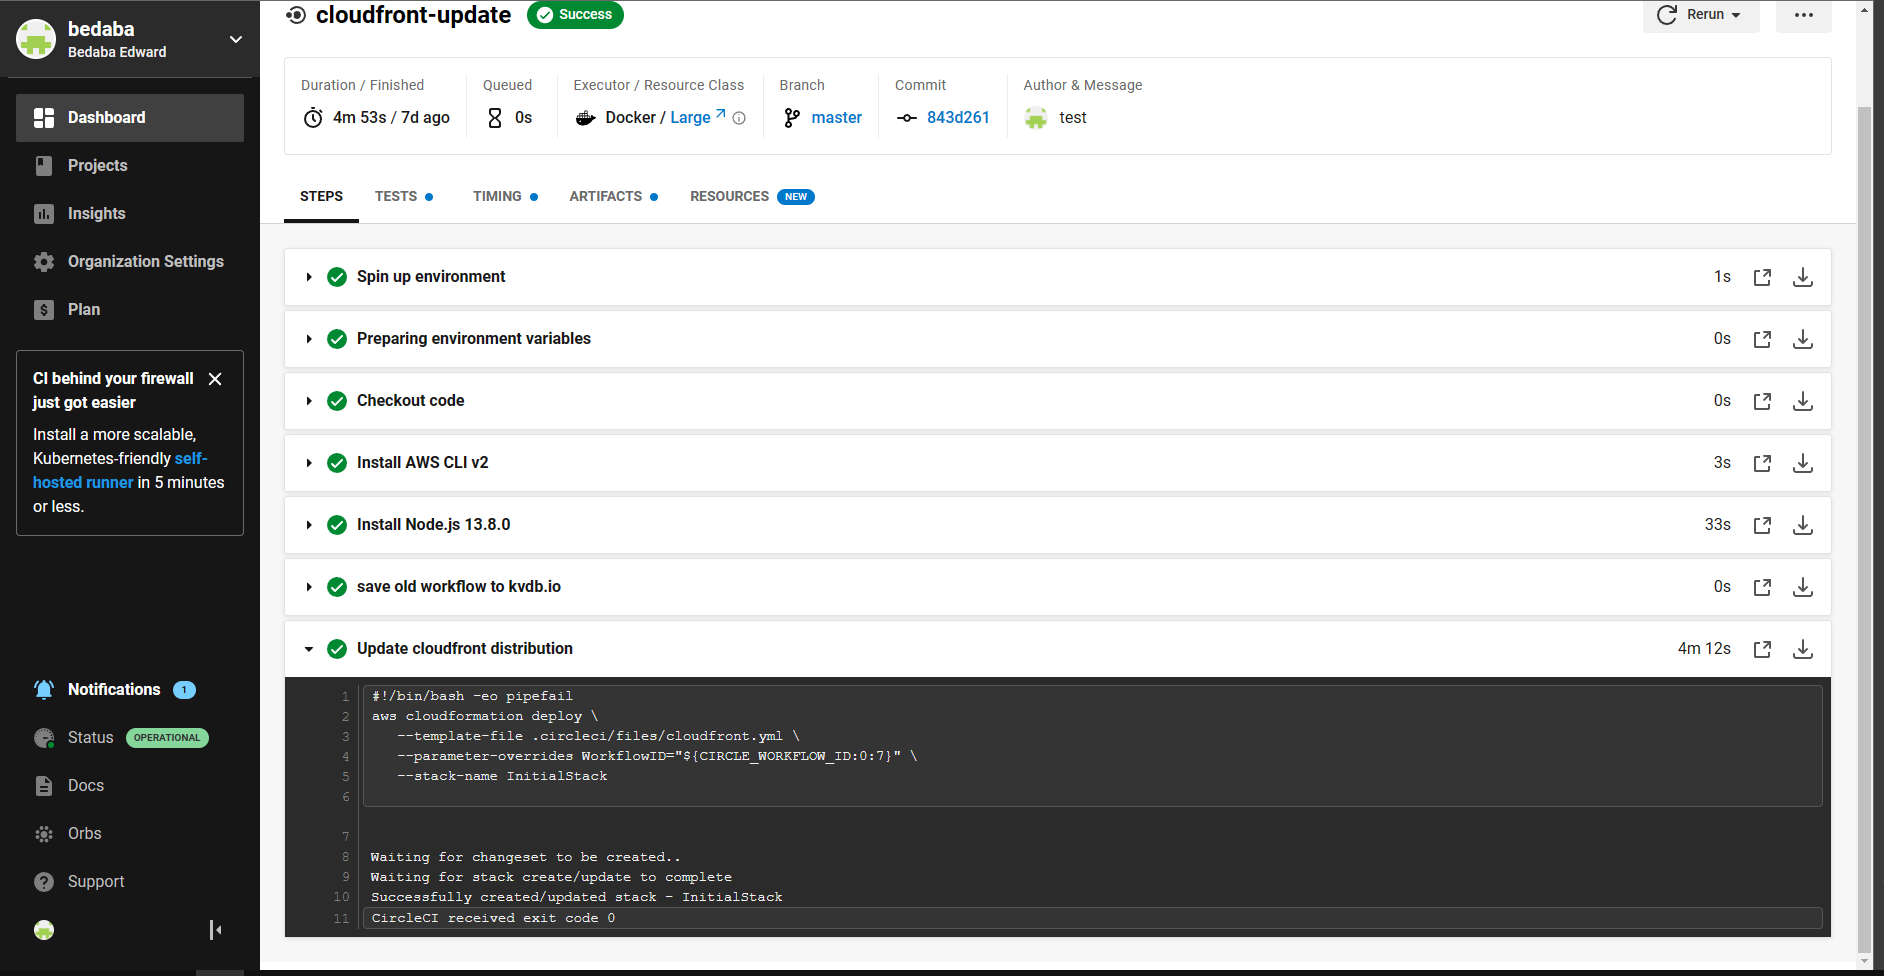 bedaba
Bedaba Edward
Dashboard
Projects
Insights
Organization Settings
$ Plan
CI behind your firewall
just got easier
Install a more scalable,
Kubernetes-friendly self-
hosted runner in 5 minutes
or less.
Notifications 1
Status OPERATIONAL
Docs
Orbs
? Support
cloudfront-update Success
Rerun
Duration / Finished
4m 53s / 7d ago
Queued
0s
Executor / Resource Class
Docker / Large
Branch
master
Commit
843d261
Author & Message
test
STEPS TESTS TIMING ARTIFACTS RESOURCES NEW
Spin up environment 1s
Preparing environment variables 0s
Checkout code 0s
Install AWS CLI v2 3s
Install Node.js 13.8.0 33s
save old workflow to kvdb.io 0s
Update cloudfront distribution 4m 12s
1 #!/bin/bash -eo pipefail
2 aws cloudformation deploy \
3 --template-file .circleci/files/cloudfront.yml \
4 --parameter-overrides WorkflowID="${CIRCLE_WORKFLOW_ID:0:7}" \
5 --stack-name InitialStack
6
7
8 Waiting for changeset to be created..
9 Waiting for stack create/update to complete
10 Successfully created/updated stack - InitialStack
11 CircleCI received exit code 0